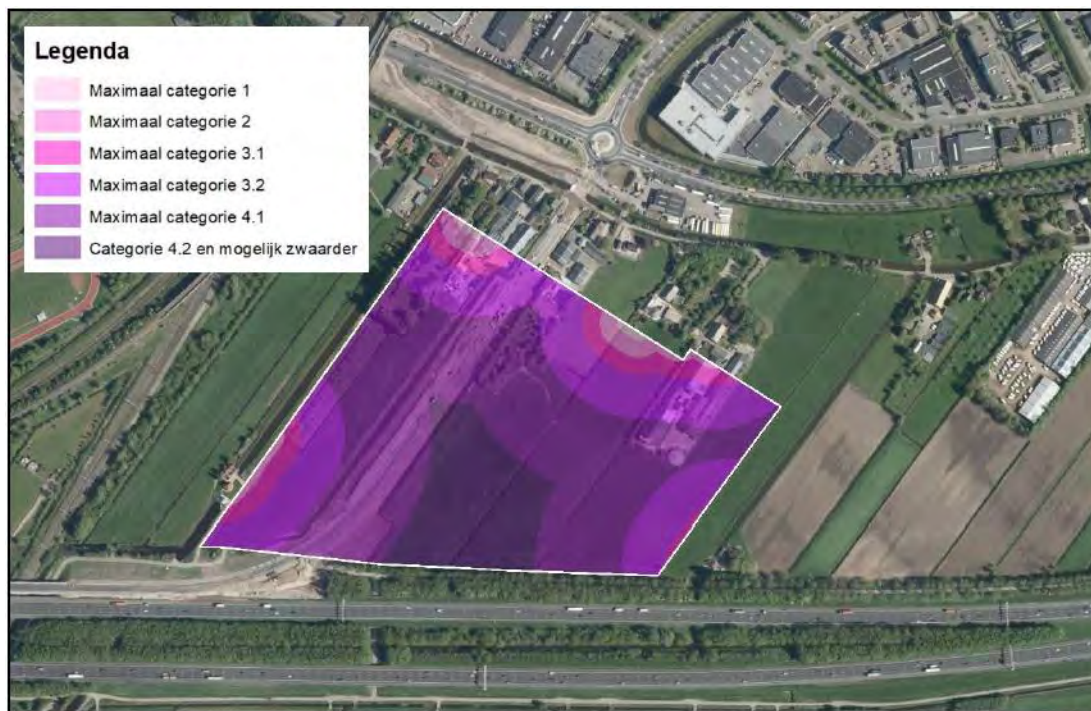 Legenda
Maximaal categorie 1
Maximaal categorie 2
Maximaal categorie 3.1
Maximaal categorie 3.2
Maximaal categorie 4.1
Categorie 4.2 en mogelijk zwaarder